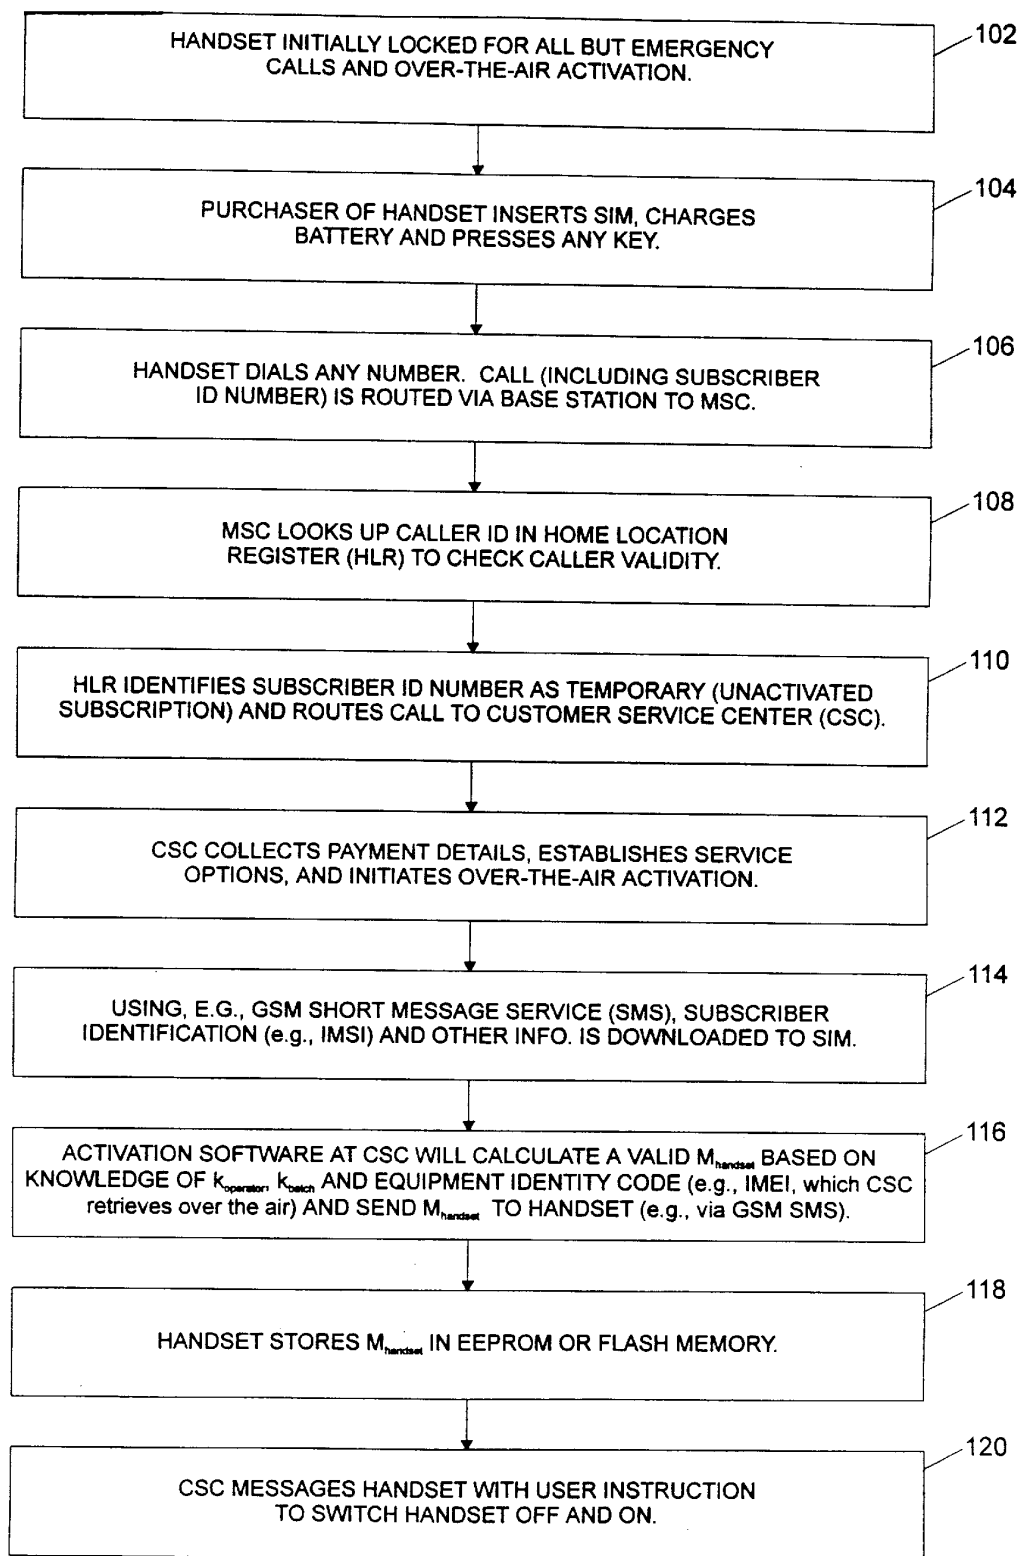 HANDSET INITIALLY LOCKED FOR ALL BUT EMERGENCY
CALLS AND OVER-THE-AIR ACTIVATION.
102
PURCHASER OF HANDSET INSERTS SIM, CHARGES
BATTERY AND PRESSES ANY KEY.
104
HANDSET DIALS ANY NUMBER. CALL (INCLUDING SUBSCRIBER
ID NUMBER) IS ROUTED VIA BASE STATION TO MSC.
106
MSC LOOKS UP CALLER ID IN HOME LOCATION
REGISTER (HLR) TO CHECK CALLER VALIDITY.
108
HLR IDENTIFIES SUBSCRIBER ID NUMBER AS TEMPORARY (UNACTIVATED
SUBSCRIPTION) AND ROUTES CALL TO CUSTOMER SERVICE CENTER (CSC).
110
CSC COLLECTS PAYMENT DETAILS, ESTABLISHES SERVICE
OPTIONS, AND INITIATES OVER-THE-AIR ACTIVATION.
112
USING, E.G., GSM SHORT MESSAGE SERVICE (SMS), SUBSCRIBER
IDENTIFICATION (e.g., IMSI) AND OTHER INFO. IS DOWNLOADED TO SIM.
114
ACTIVATION SOFTWARE AT CSC WILL CALCULATE A VALID Mhandset BASED ON
KNOWLEDGE OF koperator, kbatch AND EQUIPMENT IDENTITY CODE (e.g., IMEI, which CSC
retrieves over the air) AND SEND Mhandset TO HANDSET (e.g., via GSM SMS).
116
HANDSET STORES Mhandset IN EEPROM OR FLASH MEMORY.
118
CSC MESSAGES HANDSET WITH USER INSTRUCTION
TO SWITCH HANDSET OFF AND ON.
120